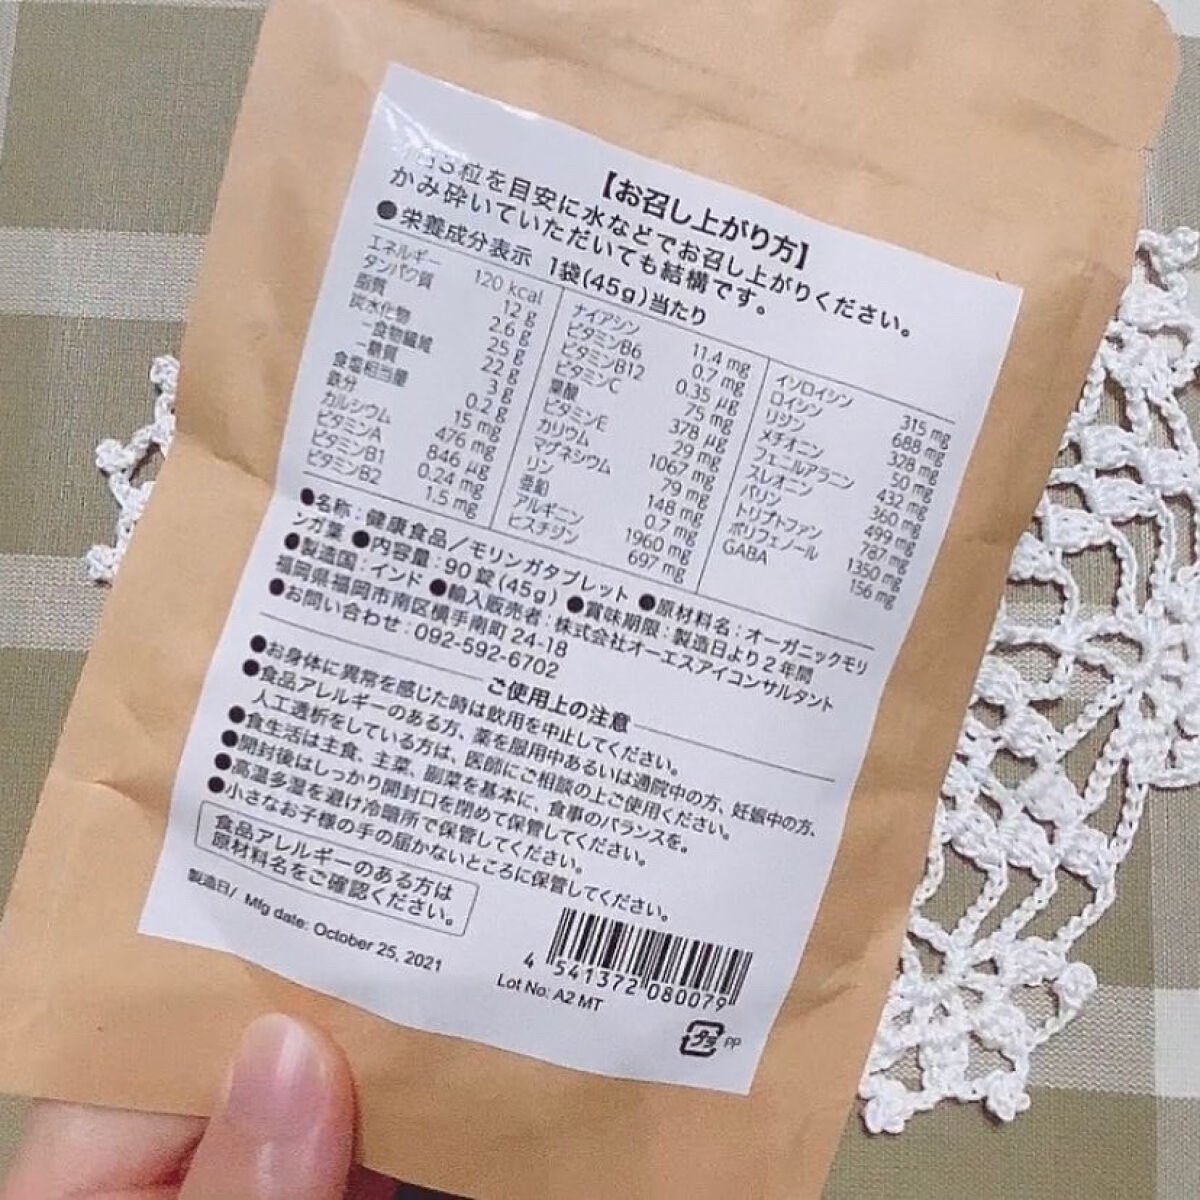 【お召し上がり方】
3粒を目安に水などでお召し上がりください。
かみ砕いていただいても結構です。
●栄養成分表示 1袋(45g)当たり
エネルギー 120 kcal
タンパク質 12 g
脂質 2.6 g
炭水化物 25 g
－食物繊維 22 g
－糖質 3 g
食塩相当量 0.2 g
鉄分 15 mg
カルシウム 476 mg
ビタミンA 846 μg
ビタミンB1 0.24 mg
ビタミンB2 1.5 mg
ナイアシン 11.4 mg
ビタミンB6 0.7 mg
ビタミンB12 0.35 μg
ビタミンC 75 mg
葉酸 378 μg
ビタミンE 29 mg
カリウム 1067 mg
マグネシウム 79 mg
リン 148 mg
亜鉛 0.7 mg
アルギニン 1960 mg
ヒスチジン 697 mg
イソロイシン 315 mg
ロイシン 688 mg
リジン 328 mg
メチオニン 50 mg
フェニルアラニン 432 mg
スレオニン 360 mg
バリン 499 mg
トリプトファン 787 mg
ポリフェノール 1350 mg
GABA 156 mg
●名称：健康食品／モリンガタブレット ●原材料名：オーガニックモリ
ンガ葉 ●内容量：90錠(45g) ●賞味期限：製造日より2年間
●製造国：インド ●輸入販売者：株式会社オーエスアイコンサルタント
福岡県福岡市南区横手南町24-18
●お問い合わせ：092-592-6702
ご使用上の注意
●お身体に異常を感じた時は飲用を中止してください。
●食品アレルギーのある方、薬を服用中あるいは通院中の方、妊娠中の方、
人工透析をしている方は、医師にご相談の上ご使用ください。
●食生活は主食、主菜、副菜を基本に、食事のバランスを。
●開封後はしっかり開封口を閉めて保管してください。
●高温多湿を避け冷暗所で保管してください。
●小さなお子様の手の届かないところに保管してください。
食品アレルギーのある方は
原材料名をご確認ください。
製造日/ Mfg date: October 25, 2021
4 541372 080079
Lot No: A2 MT
プラ PP